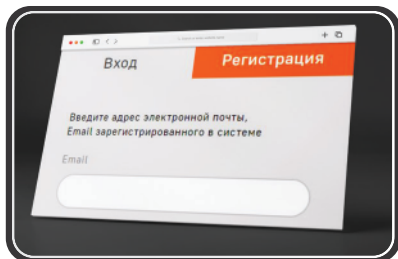 Вход
Регистрация
Введите адрес электронной почты,
Email зарегистрированного в системе
Email